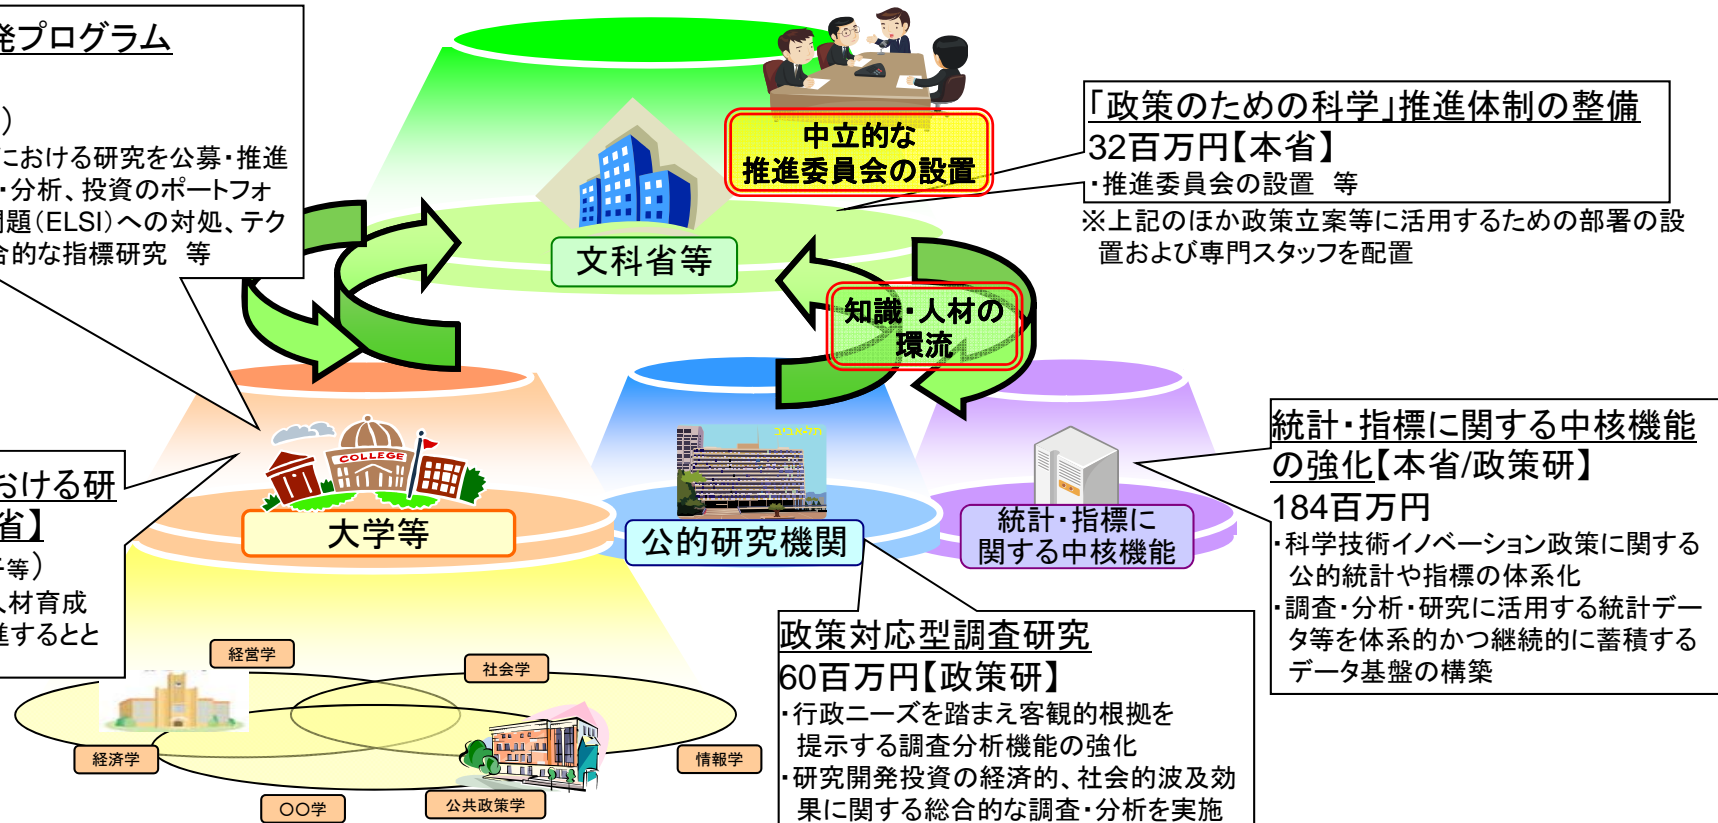 発プログラム
)
における研究を公募・推進
・分析、投資のポートフォ
問題(ELSI)への対処、テク
合的な指標研究　等
中立的な
推進委員会の設置
「政策のための科学」推進体制の整備
32百万円【本省】
・推進委員会の設置　等
※上記のほか政策立案等に活用するための部署の設
置および専門スタッフを配置
文科省等
知識・人材の
環流
おける研
省】
等)
人材育成
進するとと
COLLEGE
大学等
תל-אביב
公的研究機関
統計・指標に
関する中核機能
統計・指標に関する中核機能
の強化【本省/政策研】
184百万円
・科学技術イノベーション政策に関する
公的統計や指標の体系化
・調査・分析・研究に活用する統計デー
タ等を体系的かつ継続的に蓄積する
データ基盤の構築
政策対応型調査研究
60百万円【政策研】
・行政ニーズを踏まえ客観的根拠を
提示する調査分析機能の強化
・研究開発投資の経済的、社会的波及効
果に関する総合的な調査・分析を実施
経営学
社会学
経済学
情報学
〇〇学
公共政策学